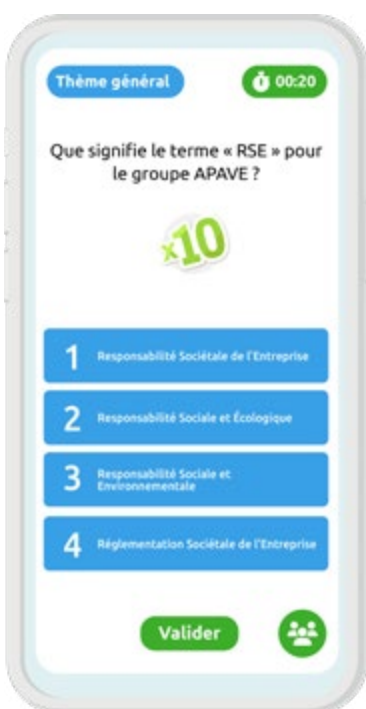 Thème général
00:20
Que signifie le terme « RSE » pour
le groupe APAVE ?
x10
1 Responsabilité Sociétale de l'Entreprise
2 Responsabilité Sociale et Écologique
3 Responsabilité Sociale et
Environnementale
4 Réglementation Sociétale de l'Entreprise
Valider